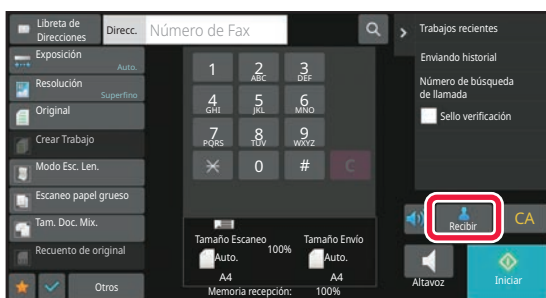 Libreta de
Direcciones
Direcc.
Número de Fax
Exposición
Auto.
Resolución
Superfino
Original
Crear Trabajo
Modo Esc. Len.
Escaneo papel
grueso
Tam. Doc. Mix.
Recuento de
original
Otros
1
2
ABC
3
DEF
4
GHI
5
JKL
6
MNO
7
PQRS
8
TUV
9
WXYZ
0
#
C
Tamaño Escaneo
100%
Tamaño Envío
Auto.
Auto.
A4
A4
Memoria recepción: 100%
Trabajos recientes
Enviando historial
Número de búsqueda
de llamada
Sello verificación
Recibir
CA
Altavoz
Iniciar